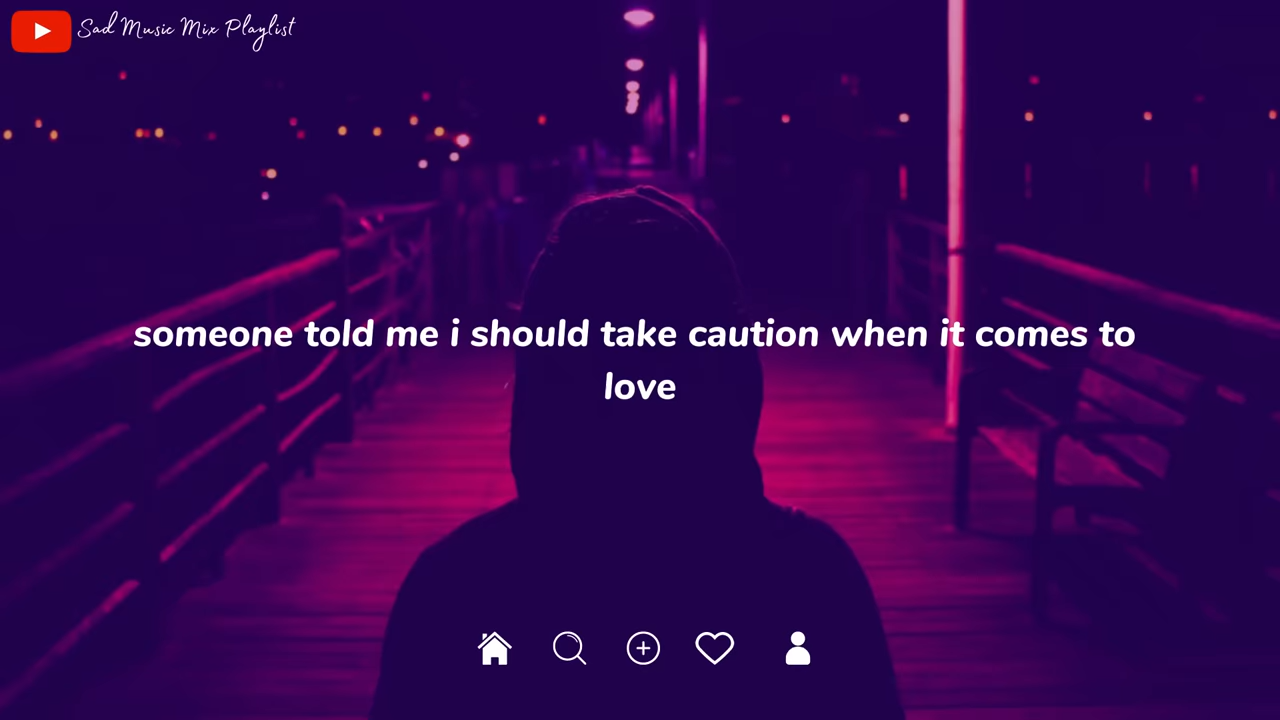 Sad Music Mix Playlist
someone told me i should take caution when it comes to
love